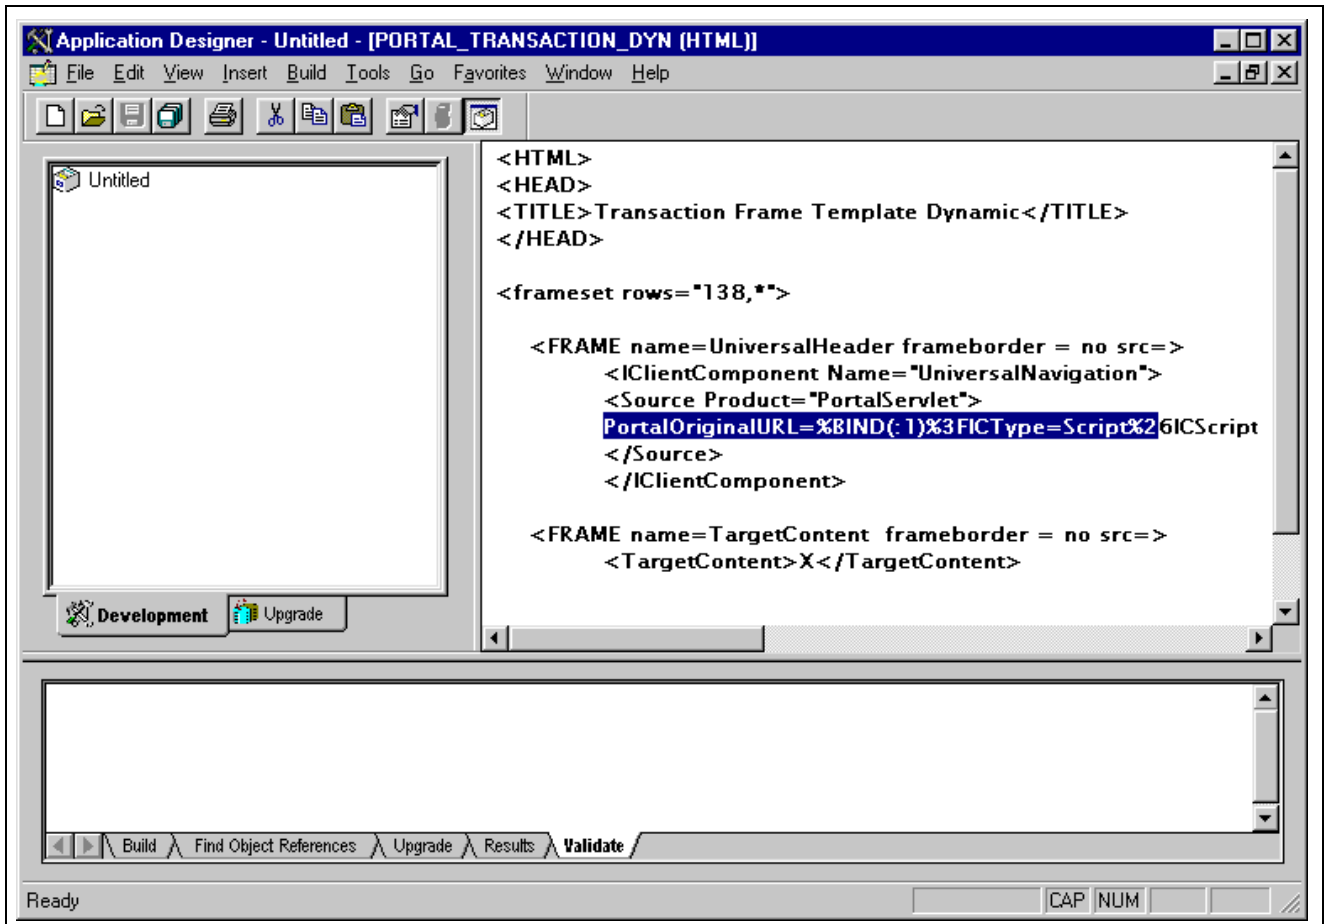 Application Designer - Untitled - [PORTAL_TRANSACTION_DYN (HTML)]
File Edit View Insert Build Tools Go Favorites Window Help
Untitled
Development Upgrade
<HTML>
<HEAD>
<TITLE>Transaction Frame Template Dynamic</TITLE>
</HEAD>
<frameset rows="138,*">
<FRAME name=UniversalHeader frameborder = no src=>
<IClientComponent Name="UniversalNavigation">
<Source Product="PortalServlet">
PortalOriginalURL=%BIND(:1)%3FICType=Script%26ICScript
</Source>
</IClientComponent>
<FRAME name=TargetContent  frameborder = no src=>
<TargetContent>X</TargetContent>
Build Find Object References Upgrade Results Validate
Ready CAP NUM